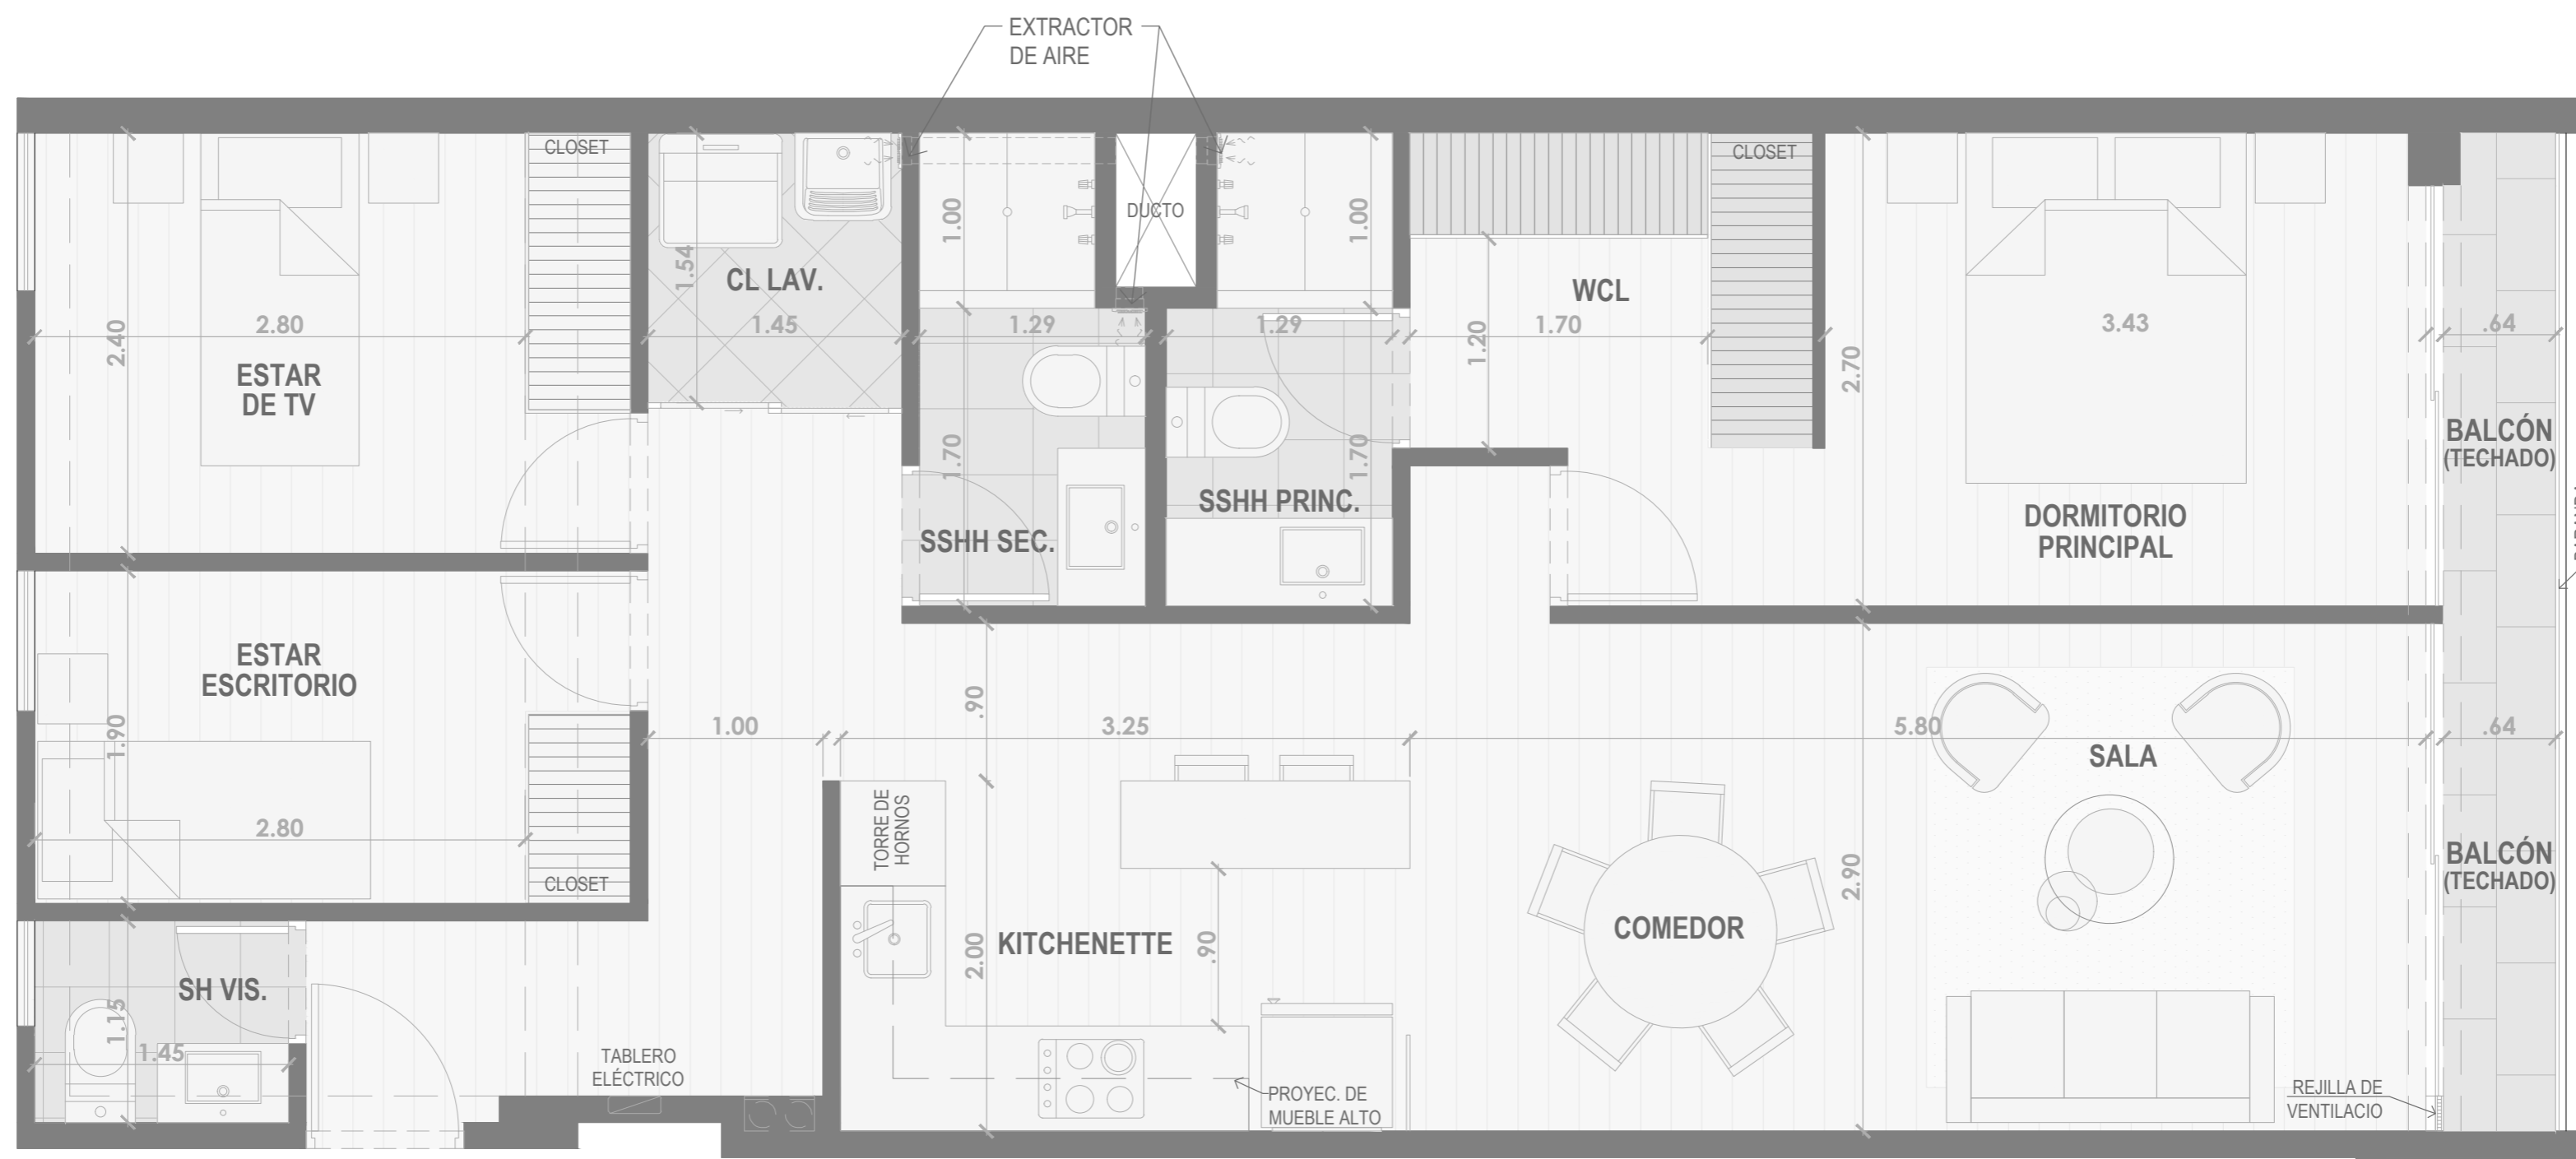 EXTRACTOR
DE AIRE
CLOSET
CLOSET
1.00
DUCTO
1.00
1.54
CL LAV.
WCL
2.80
1.45
1.29
1.29
1.70
3.43
.64
2.40
1.20
2.70
ESTAR
DE TV
BALCÓN
(TECHADO)
1.70
1.70
SSHH PRINC.
SSHH SEC.
DORMITORIO
PRINCIPAL
ESTAR
ESCRITORIO
1.90
.90
1.00
3.25
5.80
.64
SALA
2.80
TORRE DE
HORNOS
CLOSET
2.90
BALCÓN
(TECHADO)
COMEDOR
KITCHENETTE
2.00
.90
SH VIS.
1.15
1.45
TABLERO
ELÉCTRICO
PROYEC. DE
MUEBLE ALTO
REJILLA DE
VENTILACIO